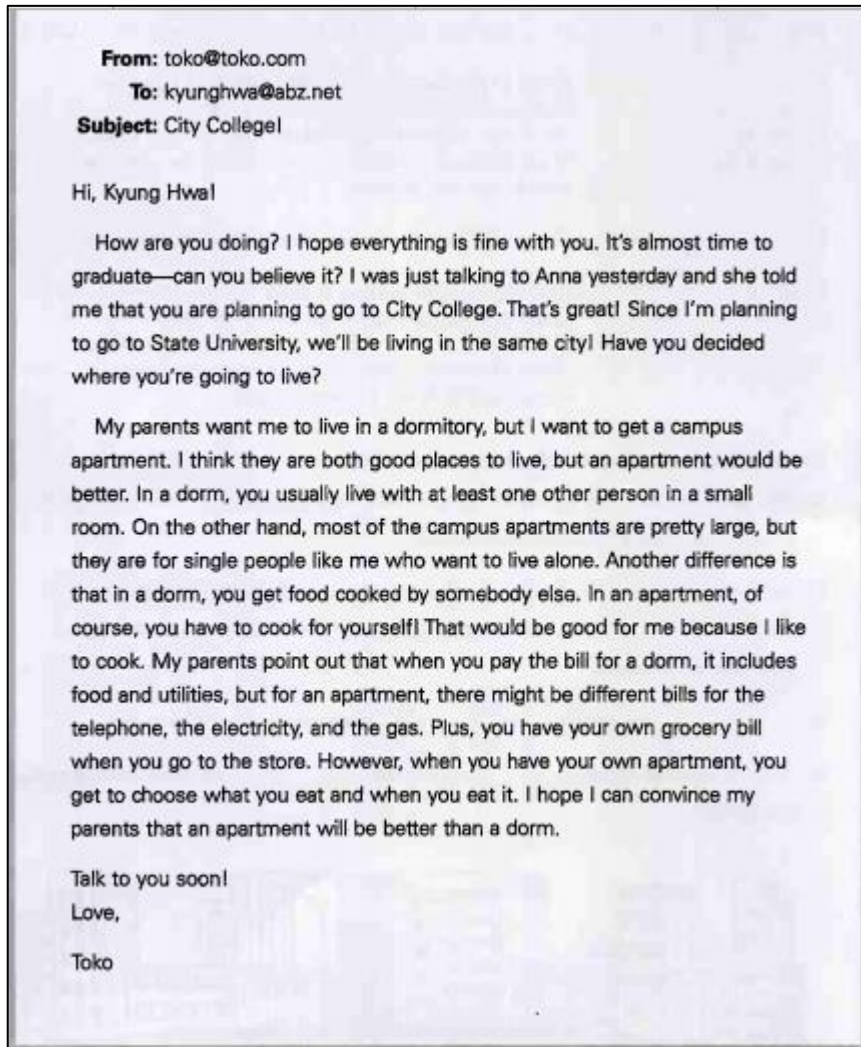 From: toko@toko.com
To: kyunghwa@abz.net
Subject: City College!
Hi, Kyung Hwa!
How are you doing? I hope everything is fine with you. It's almost time to
graduate—can you believe it? I was just talking to Anna yesterday and she told
me that you are planning to go to City College. That's great! Since I'm planning
to go to State University, we'll be living in the same city! Have you decided
where you're going to live?
My parents want me to live in a dormitory, but I want to get a campus
apartment. I think they are both good places to live, but an apartment would be
better. In a dorm, you usually live with at least one other person in a small
room. On the other hand, most of the campus apartments are pretty large, but
they are for single people like me who want to live alone. Another difference is
that in a dorm, you get food cooked by somebody else. In an apartment, of
course, you have to cook for yourself! That would be good for me because I like
to cook. My parents point out that when you pay the bill for a dorm, it includes
food and utilities, but for an apartment, there might be different bills for the
telephone, the electricity, and the gas. Plus, you have your own grocery bill
when you go to the store. However, when you have your own apartment, you
get to choose what you eat and when you eat it. I hope I can convince my
parents that an apartment will be better than a dorm.
Talk to you soon!
Love,
Toko